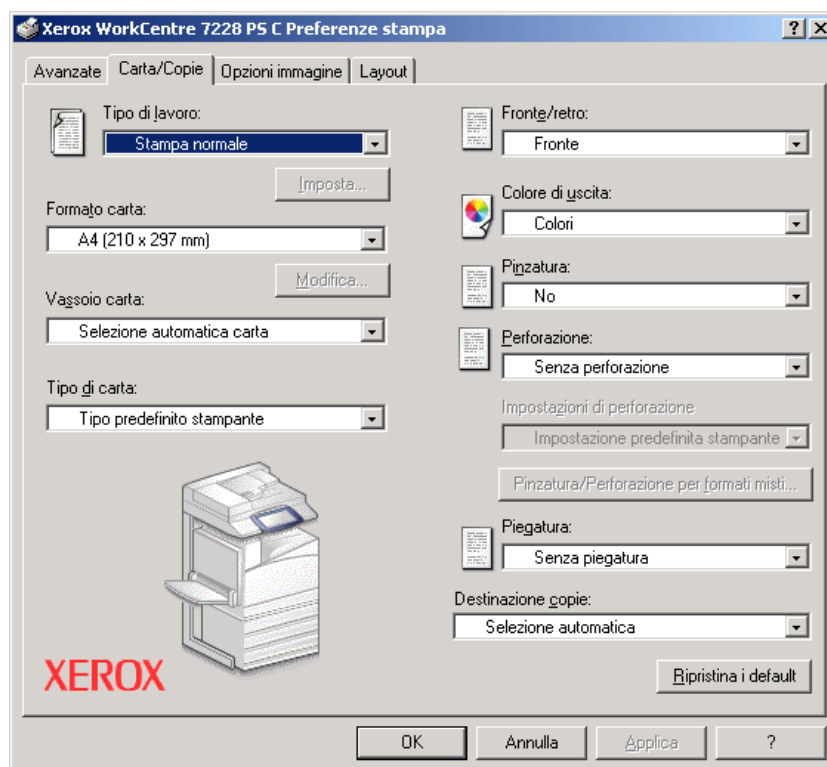 Xerox WorkCentre 7228 PS C Preferenze stampa
Avanzate
Carta/Copie
Opzioni immagine
Layout
Tipo di lavoro:
Stampa normale
Imposta...
Formato carta:
A4 (210 x 297 mm)
Modifica...
Vassoio carta:
Selezione automatica carta
Tipo di carta:
Tipo predefinito stampante
XEROX
Fronte/retro:
Fronte
Colore di uscita:
Colori
Pinzatura:
No
Perforazione:
Senza perforazione
Impostazioni di perforazione
Impostazione predefinita stampante
Pinzatura/Perforazione per formati misti...
Piegatura:
Senza piegatura
Destinazione copie:
Selezione automatica
Ripristina i default
OK
Annulla
Applica
?